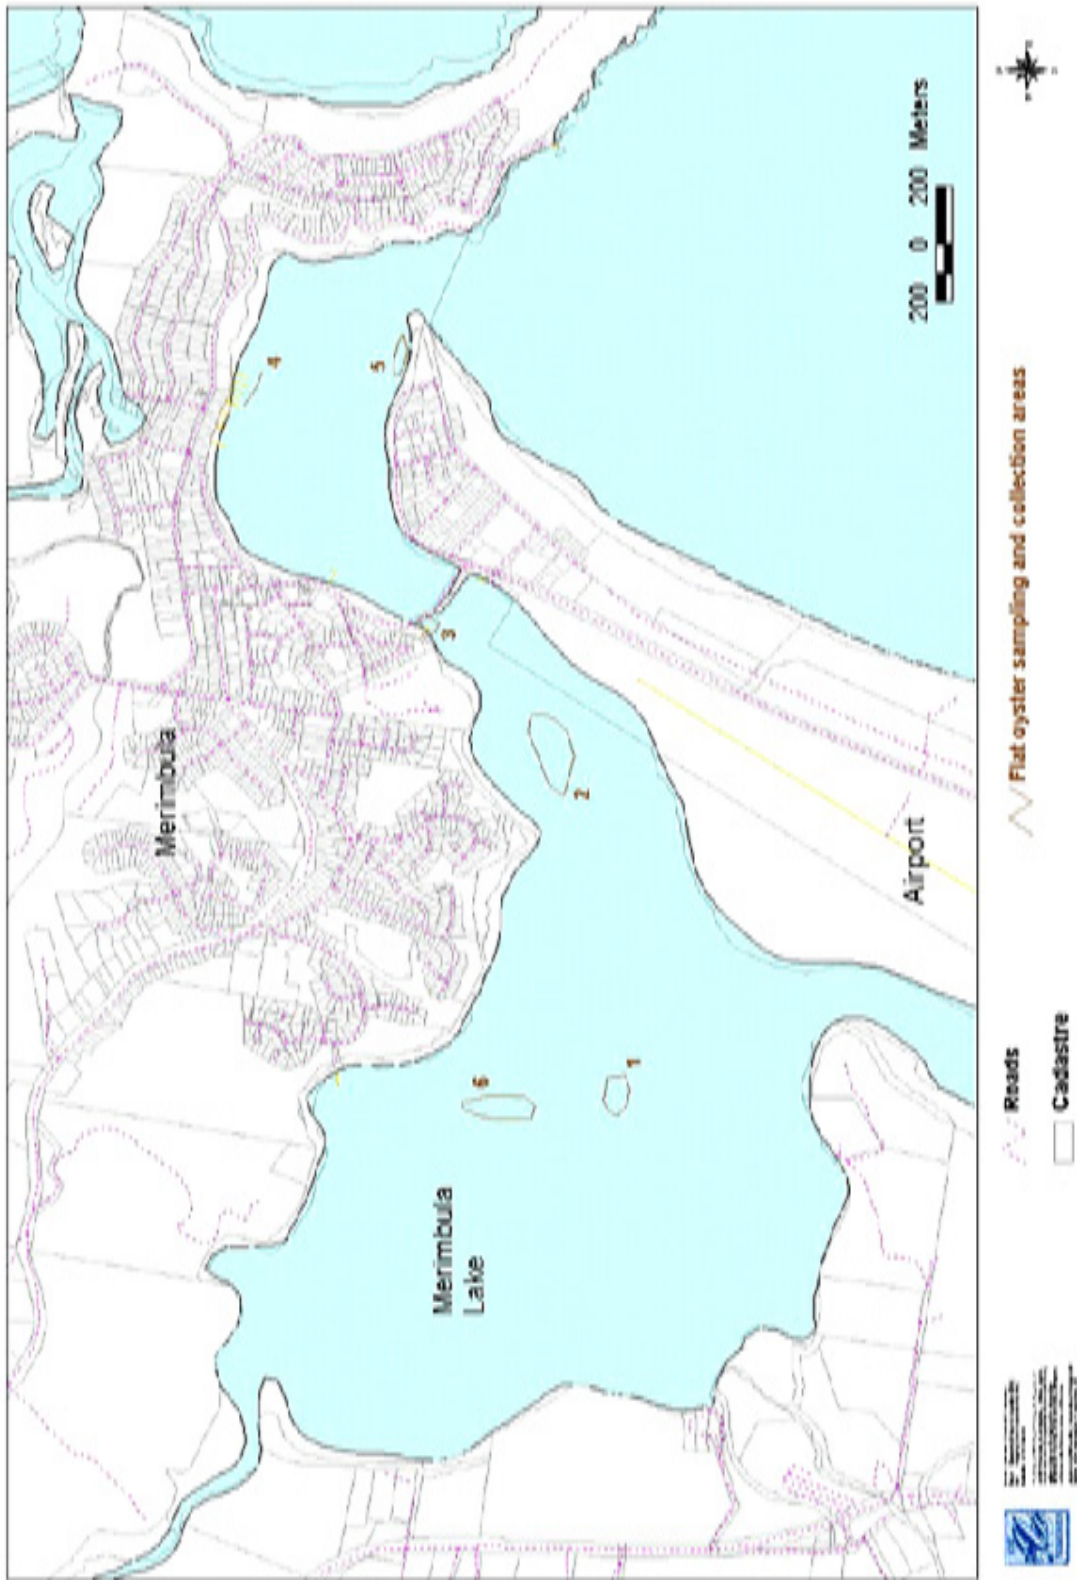 Merimbula
4
5
3
2
6
1
Merimbula
Lake
Airport
200 0 200 Meters
Flat oyster sampling and collection areas
Roads
Cadastre